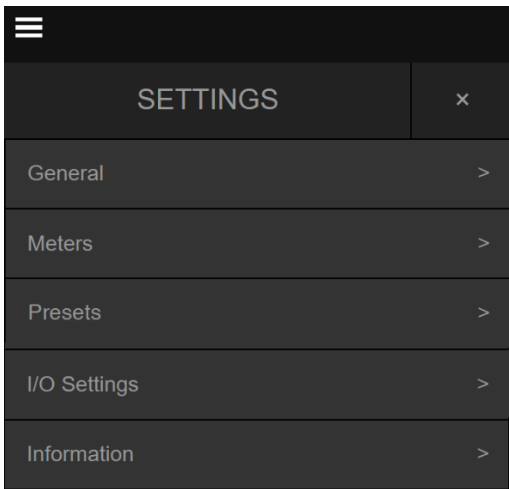 SETTINGS ×
General >
Meters >
Presets >
I/O Settings >
Information >